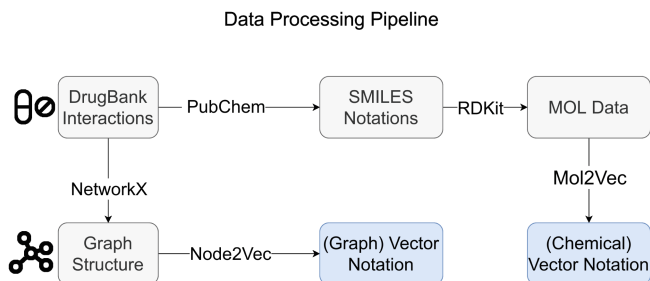 Data Processing Pipeline
DrugBank
Interactions
PubChem
SMILES
Notations
RDKit
MOL Data
NetworkX
Mol2Vec
Graph
Structure
Node2Vec
(Graph) Vector
Notation
(Chemical)
Vector Notation